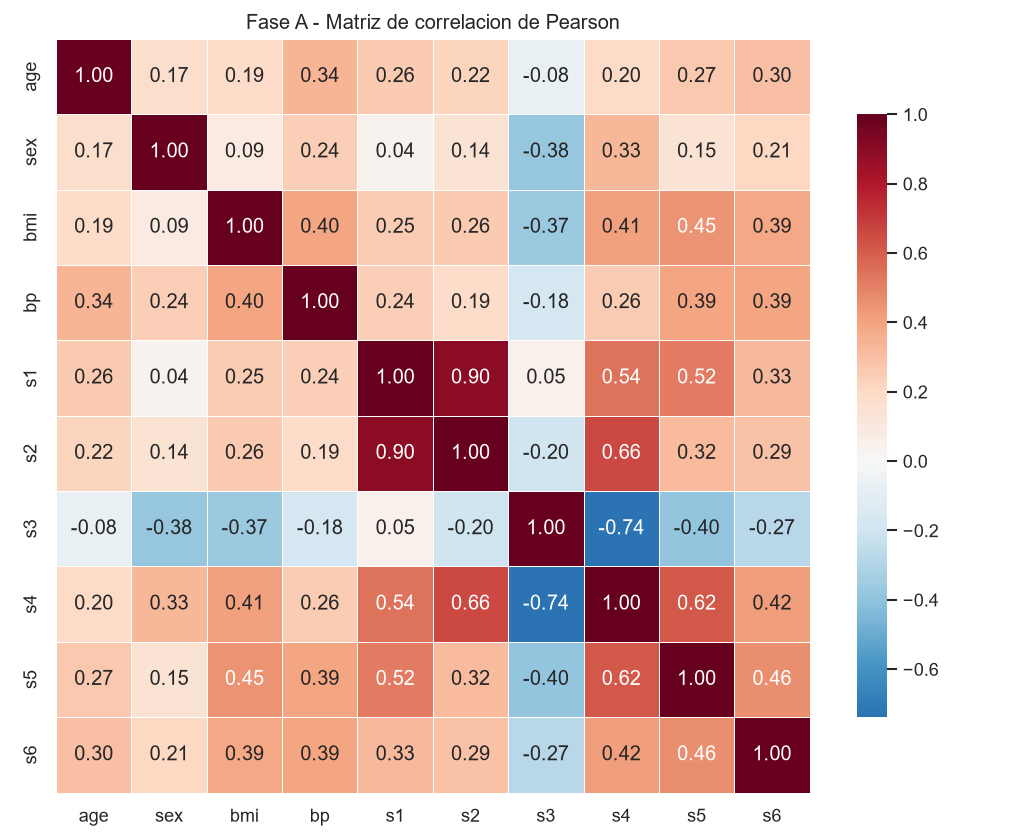 Fase A - Matriz de correlacion de Pearson
age 1.00 0.17 0.19 0.34 0.26 0.22 -0.08 0.20 0.27 0.30
sex 0.17 1.00 0.09 0.24 0.04 0.14 -0.38 0.33 0.15 0.21
bmi 0.19 0.09 1.00 0.40 0.25 0.26 -0.37 0.41 0.45 0.39
bp 0.34 0.24 0.40 1.00 0.24 0.19 -0.18 0.26 0.39 0.39
s1 0.26 0.04 0.25 0.24 1.00 0.90 0.05 0.54 0.52 0.33
s2 0.22 0.14 0.26 0.19 0.90 1.00 -0.20 0.66 0.32 0.29
s3 -0.08 -0.38 -0.37 -0.18 0.05 -0.20 1.00 -0.74 -0.40 -0.27
s4 0.20 0.33 0.41 0.26 0.54 0.66 -0.74 1.00 0.62 0.42
s5 0.27 0.15 0.45 0.39 0.52 0.32 -0.40 0.62 1.00 0.46
s6 0.30 0.21 0.39 0.39 0.33 0.29 -0.27 0.42 0.46 1.00
age sex bmi bp s1 s2 s3 s4 s5 s6
1.0
0.8
0.6
0.4
0.2
0.0
−0.2
−0.4
−0.6